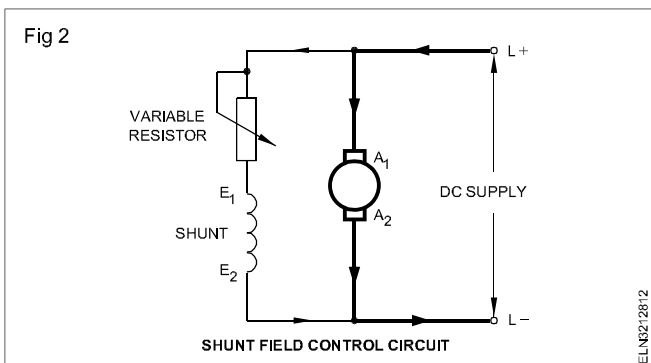 Fig 2
L+
VARIABLE
RESISTOR
A1
E1
DC SUPPLY
A2
SHUNT
E2
L–
SHUNT FIELD CONTROL CIRCUIT
ELN3212812